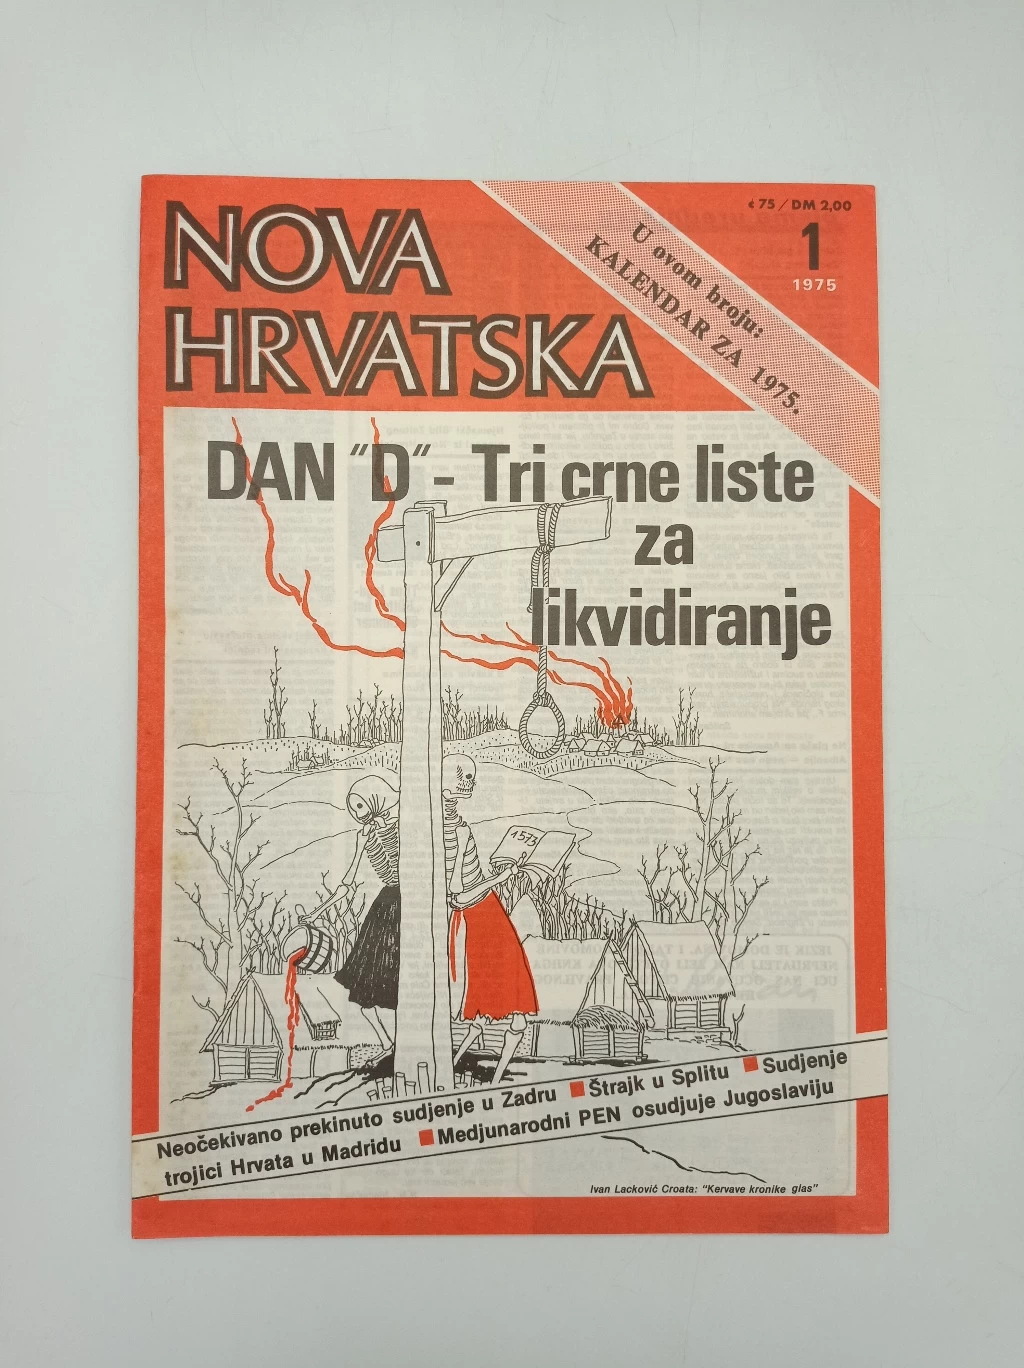 NOVA
HRVATSKA
¢ 75 / DM 2,00
1
1975
U ovom broju:
KALENDAR ZA 1975.
DAN "D" - Tri crne liste
za
likvidiranje
1573
Neočekivano prekinuto sudjenje u Zadru ■ Štrajk u Splitu ■ Sudjenje
trojici Hrvata u Madridu ■ Medjunarodni PEN osudjuje Jugoslaviju
Ivan Lacković Croata: "Kervave kronike glas"